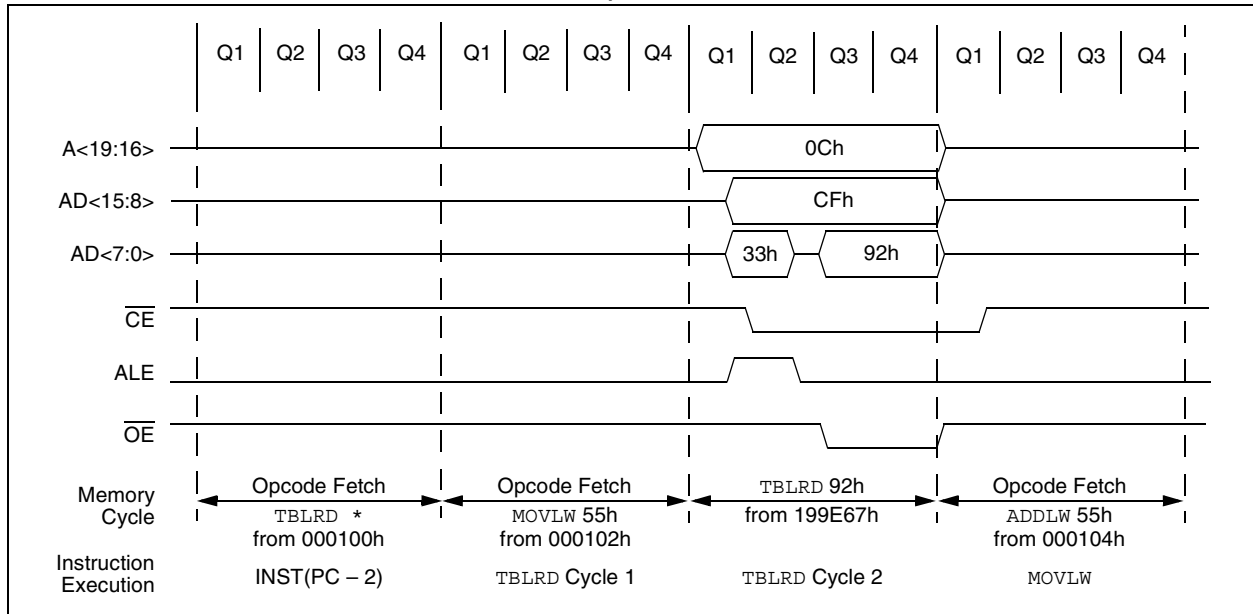 Q1 Q2 Q3 Q4 Q1 Q2 Q3 Q4 Q1 Q2 Q3 Q4 Q1 Q2 Q3 Q4
A<19:16> 0Ch
AD<15:8> CFh
AD<7:0> 33h 92h
CE
ALE
OE
Memory Cycle
Opcode Fetch
TBLRD *
from 000100h
Opcode Fetch
MOVLW 55h
from 000102h
TBLRD 92h
from 199E67h
Opcode Fetch
ADDLW 55h
from 000104h
Instruction Execution
INST(PC – 2)
TBLRD Cycle 1
TBLRD Cycle 2
MOVLW